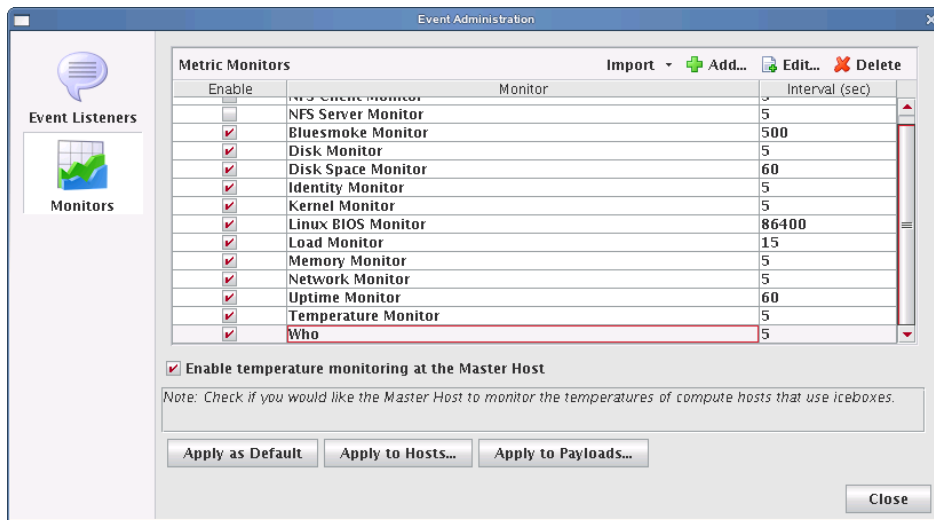 Event Administration
Event Listeners
Monitors
Metric Monitors
Import Add... Edit... Delete
Enable Monitor Interval (sec)
NFS Client Monitor 5
NFS Server Monitor 5
Bluesmoke Monitor 500
Disk Monitor 5
Disk Space Monitor 60
Identity Monitor 5
Kernel Monitor 5
Linux BIOS Monitor 86400
Load Monitor 15
Memory Monitor 5
Network Monitor 5
Uptime Monitor 60
Temperature Monitor 5
Who 5
Enable temperature monitoring at the Master Host
Note: Check if you would like the Master Host to monitor the temperatures of compute hosts that use iceboxes.
Apply as Default Apply to Hosts... Apply to Payloads...
Close